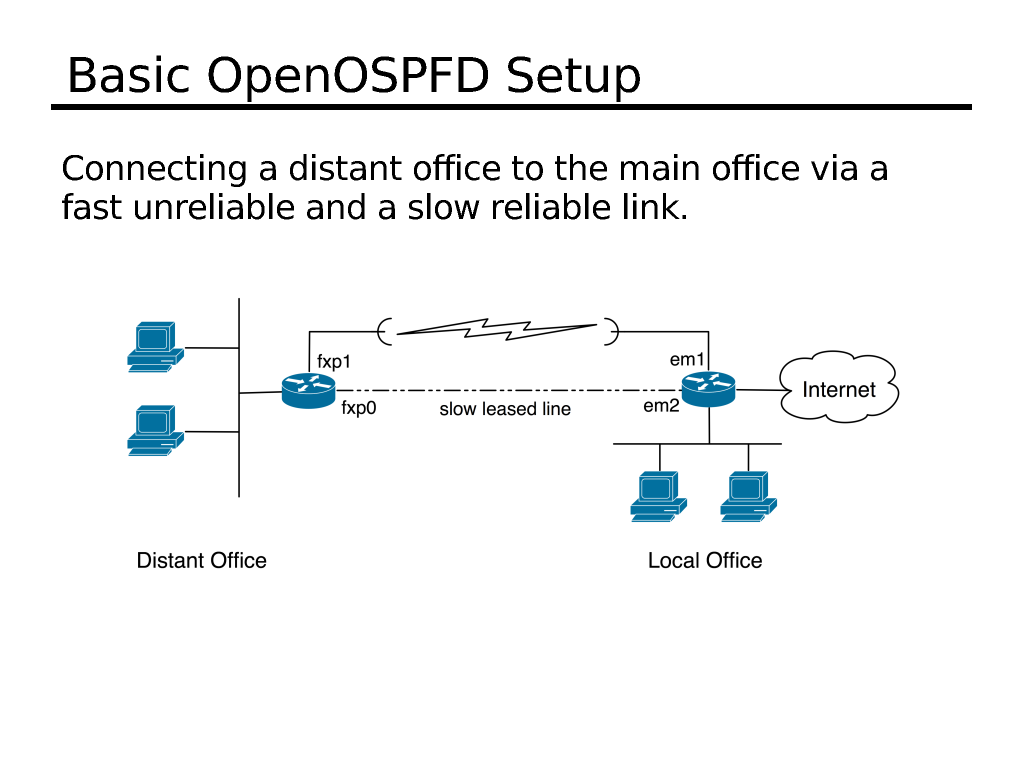 Basic OpenOSPFD Setup
Connecting a distant office to the main office via a
fast unreliable and a slow reliable link.
fxp1
em1
Internet
fxp0
slow leased line
em2
Distant Office
Local Office